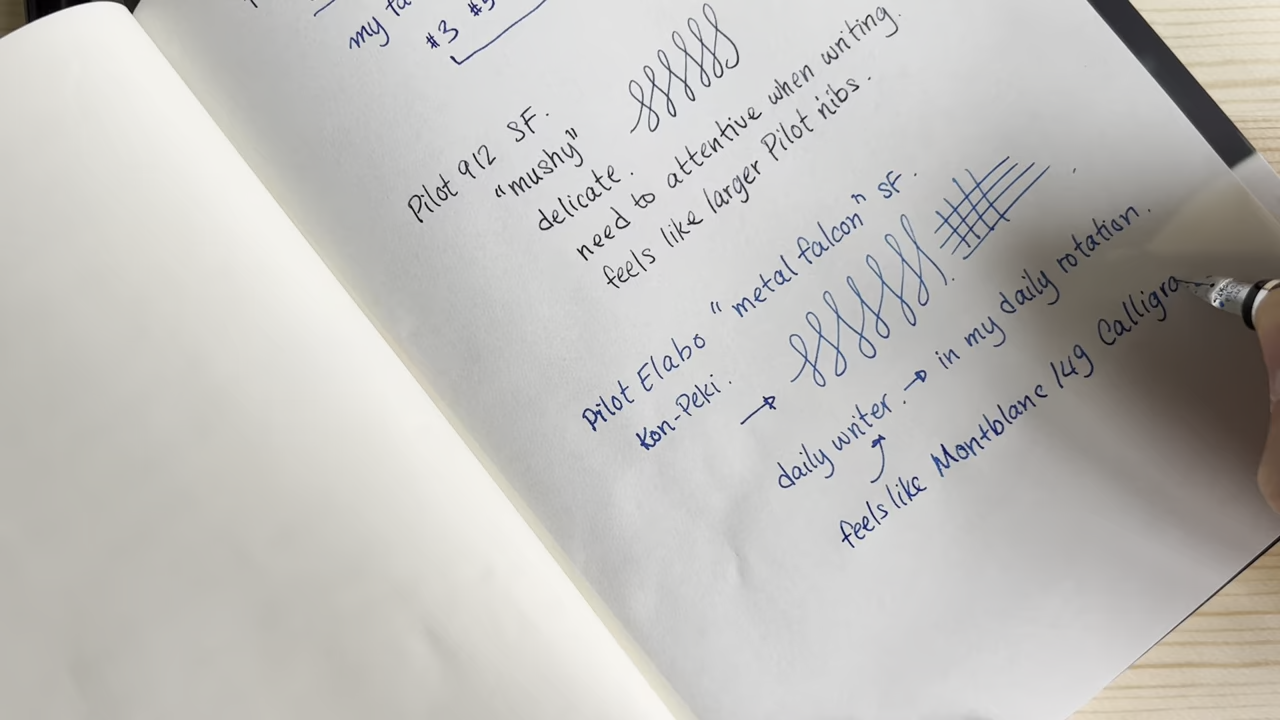 my fa
#3 #5
Pilot 912 SF.
"mushy"
delicate.
need to attentive when writing.
feels like larger Pilot nibs.
Pilot Elabo "metal falcon" SF.
Kon-Peki.
→
daily writer. → in my daily rotation.
feels like Montblanc 149 Calligra